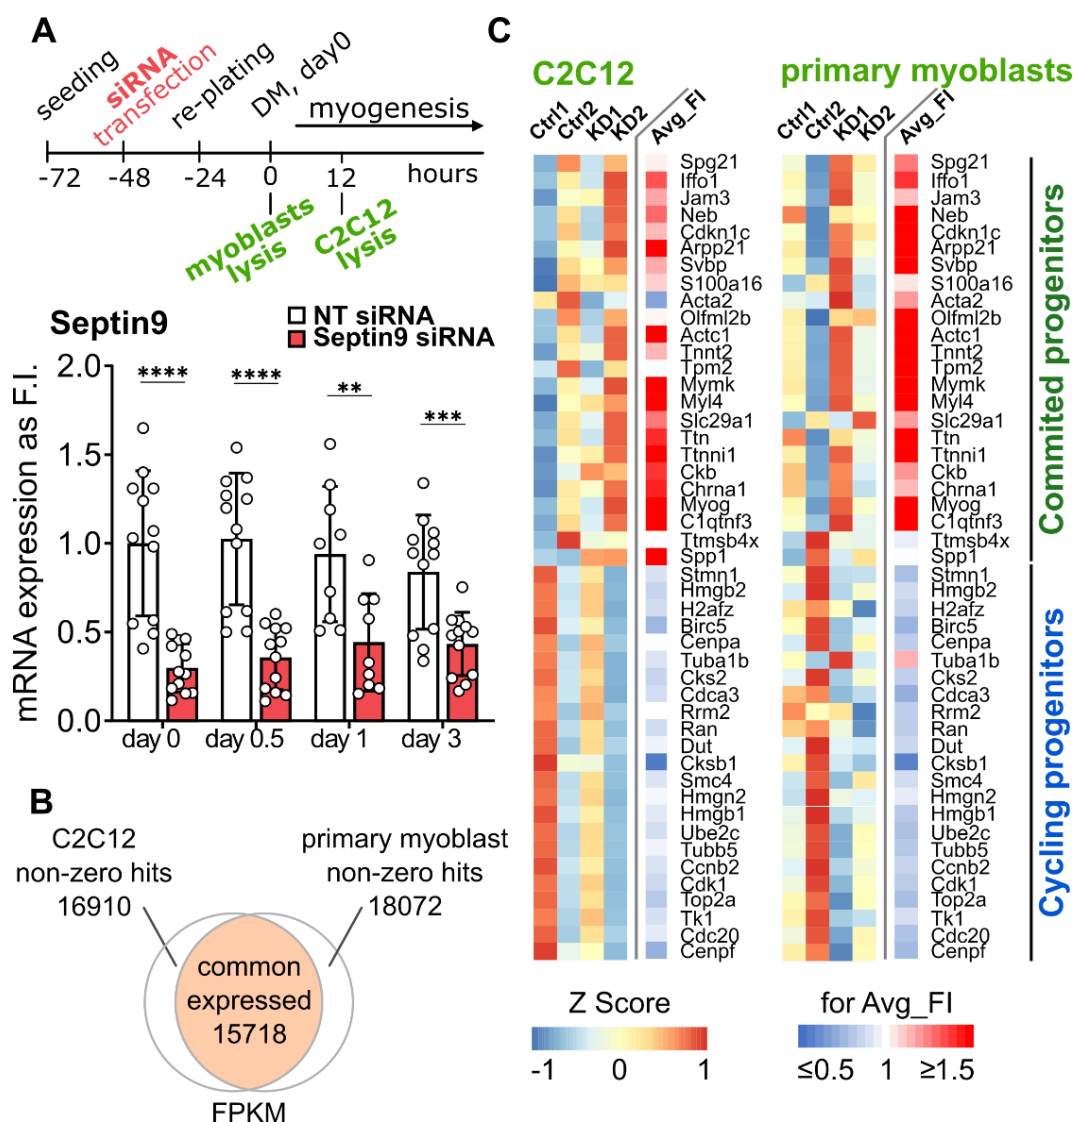 A
seeding
siRNA
transfection
re-plating
DM, day0
myogenesis
-72
-48
-24
0
12
hours
myoblasts
lysis
C2C12
lysis
Septin9
NT siRNA
Septin9 siRNA
mRNA expression as F.I.
2.0
1.5
1.0
0.5
0.0
****
****
**
***
day 0
day 0.5
day 1
day 3
B
C2C12
non-zero hits
16910
primary myoblast
non-zero hits
18072
common
expressed
15718
FPKM
C
C2C12
Ctrl1
Ctrl2
KD1
KD2
Avg_FI
Spg21
Iffo1
Jam3
Neb
Cdkn1c
Arpp21
Svbp
S100a16
Acta2
Olfml2b
Actc1
Tnnt2
Tpm2
Mymk
Myl4
Slc29a1
Ttn
Ttnni1
Ckb
Chrna1
Myog
C1qtnf3
Ttmsb4x
Spp1
Stmn1
Hmgb2
H2afz
Birc5
Cenpa
Tuba1b
Cks2
Cdca3
Rrm2
Ran
Dut
Cksb1
Smc4
Hmgn2
Hmgb1
Ube2c
Tubb5
Ccnb2
Cdk1
Top2a
Tk1
Cdc20
Cenpf
primary myoblasts
Ctrl1
Ctrl2
KD1
KD2
Avg_FI
Spg21
Iffo1
Jam3
Neb
Cdkn1c
Arpp21
Svbp
S100a16
Acta2
Olfml2b
Actc1
Tnnt2
Tpm2
Mymk
Myl4
Slc29a1
Ttn
Ttnni1
Ckb
Chrna1
Myog
C1qtnf3
Ttmsb4x
Spp1
Stmn1
Hmgb2
H2afz
Birc5
Cenpa
Tuba1b
Cks2
Cdca3
Rrm2
Ran
Dut
Cksb1
Smc4
Hmgn2
Hmgb1
Ube2c
Tubb5
Ccnb2
Cdk1
Top2a
Tk1
Cdc20
Cenpf
Commited progenitors
Cycling progenitors
Z Score
-1
0
1
for Avg_FI
≤0.5
1
≥1.5